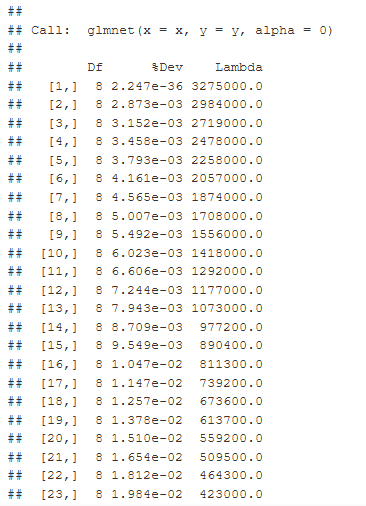 ##
## Call:  glmnet(x = x, y = y, alpha = 0)
##
##       Df      %Dev    Lambda
##  [1,]  8 2.247e-36 3275000.0
##  [2,]  8 2.873e-03 2984000.0
##  [3,]  8 3.152e-03 2719000.0
##  [4,]  8 3.458e-03 2478000.0
##  [5,]  8 3.793e-03 2258000.0
##  [6,]  8 4.161e-03 2057000.0
##  [7,]  8 4.565e-03 1874000.0
##  [8,]  8 5.007e-03 1708000.0
##  [9,]  8 5.492e-03 1556000.0
## [10,]  8 6.023e-03 1418000.0
## [11,]  8 6.606e-03 1292000.0
## [12,]  8 7.244e-03 1177000.0
## [13,]  8 7.943e-03 1073000.0
## [14,]  8 8.709e-03  977200.0
## [15,]  8 9.549e-03  890400.0
## [16,]  8 1.047e-02  811300.0
## [17,]  8 1.147e-02  739200.0
## [18,]  8 1.257e-02  673600.0
## [19,]  8 1.378e-02  613700.0
## [20,]  8 1.510e-02  559200.0
## [21,]  8 1.654e-02  509500.0
## [22,]  8 1.812e-02  464300.0
## [23,]  8 1.984e-02  423000.0